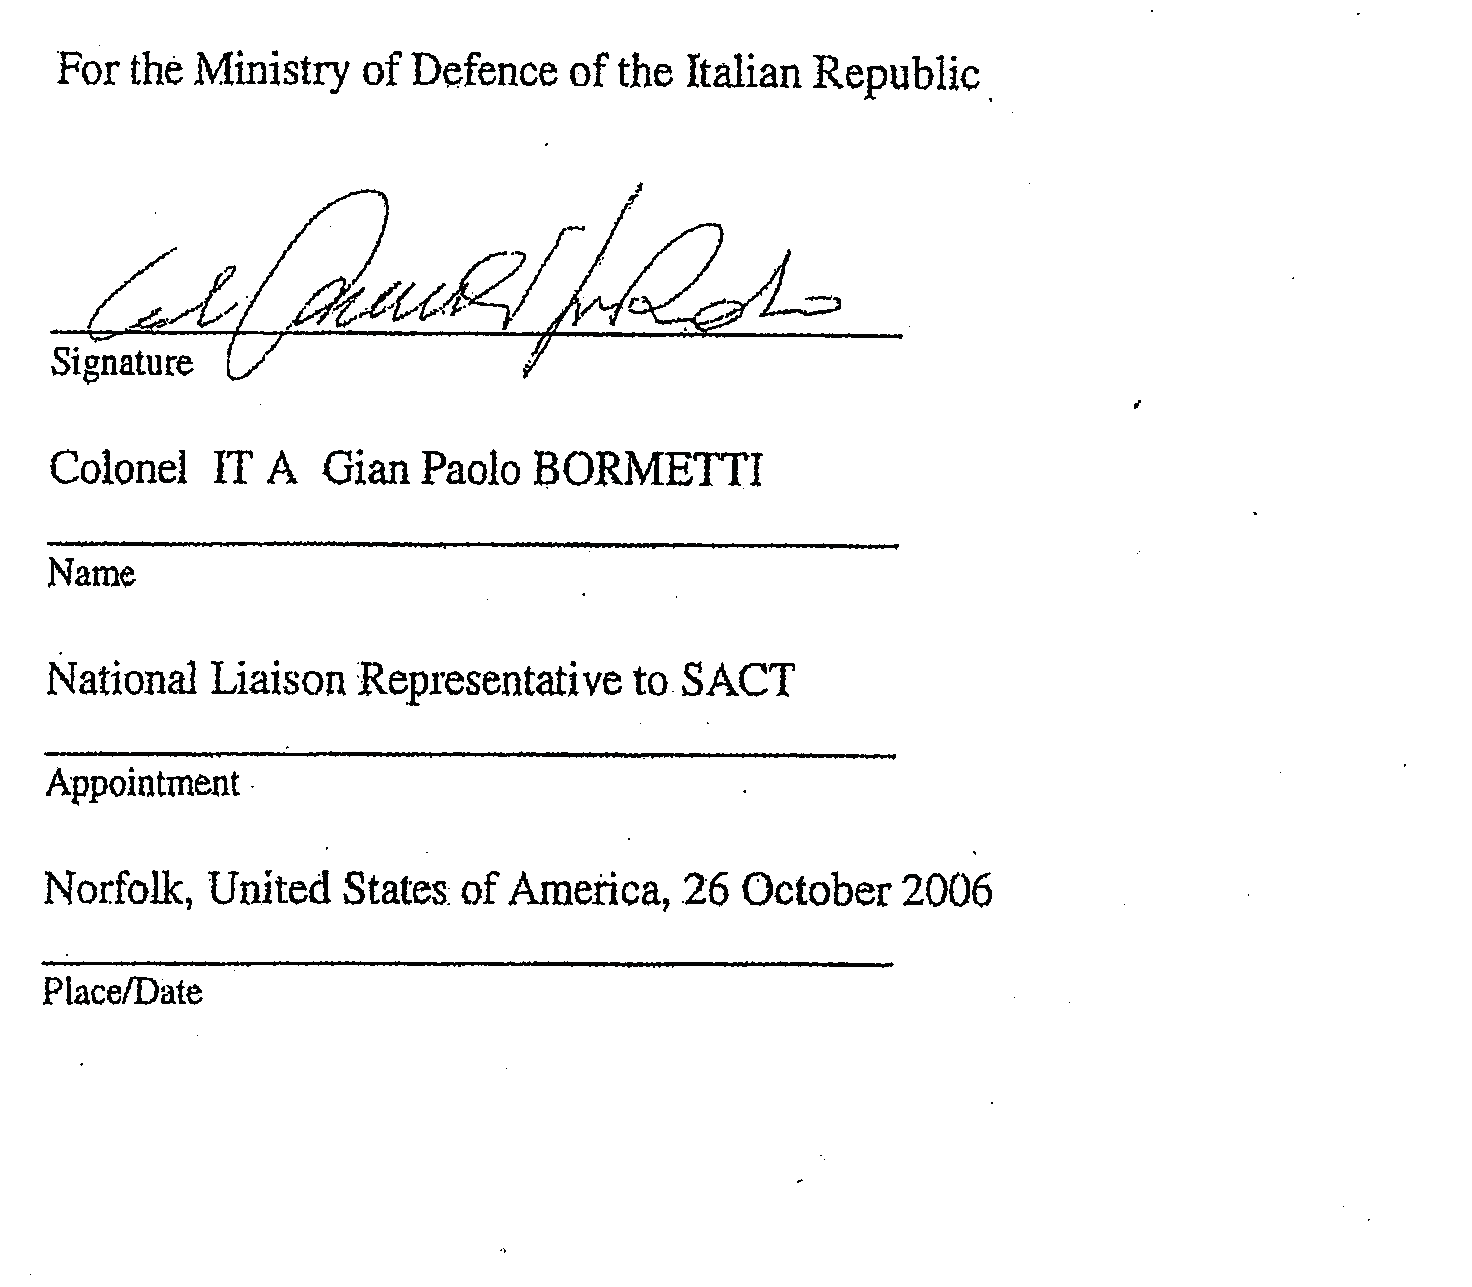 For the Ministry of Defence of the Italian Republic
Signature
Colonel IT A Gian Paolo BORMETTI
Name
National Liaison Representative to SACT
Appointment
Norfolk, United States of America, 26 October 2006
Place/Date